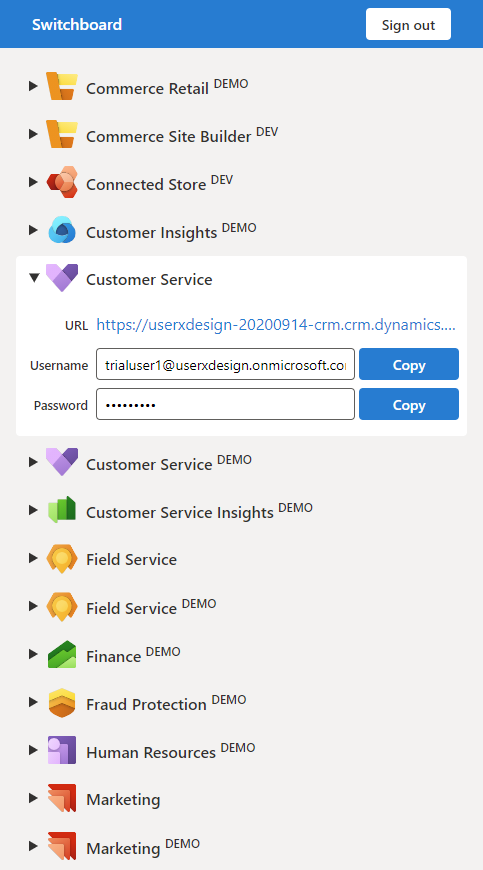 Switchboard Sign out
Commerce Retail DEMO
Commerce Site Builder DEV
Connected Store DEV
Customer Insights DEMO
Customer Service
URL https://userxdesign-20200914-crm.crm.dynamics....
Username trialuser1@userxdesign.onmicrosoft.co Copy
Password ••••••••• Copy
Customer Service DEMO
Customer Service Insights DEMO
Field Service
Field Service DEMO
Finance DEMO
Fraud Protection DEMO
Human Resources DEMO
Marketing
Marketing DEMO